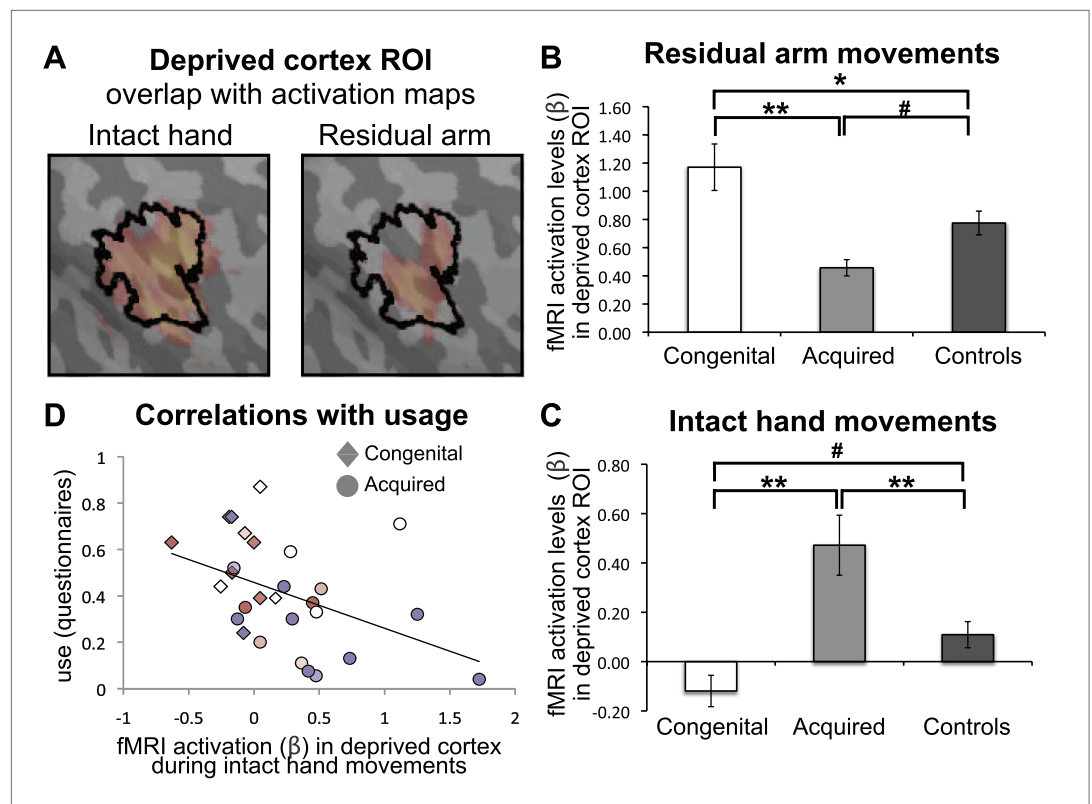 A
Deprived cortex ROI
overlap with activation maps
Intact hand
Residual arm
B
Residual arm movements
*
**
#
fMRI activation levels (β)
in deprived cortex ROI
1.60
1.40
1.20
1.00
0.80
0.60
0.40
0.20
0.00
Congenital
Acquired
Controls
D
Correlations with usage
Congenital
Acquired
use (questionnaires)
1
0.8
0.6
0.4
0.2
0
-1
-0.5
0
0.5
1
1.5
2
fMRI activation (β) in deprived cortex
during intact hand movements
C
Intact hand movements
#
**
**
fMRI activation levels (β)
in deprived cortex ROI
0.80
0.60
0.40
0.20
0.00
-0.20
Congenital
Acquired
Controls